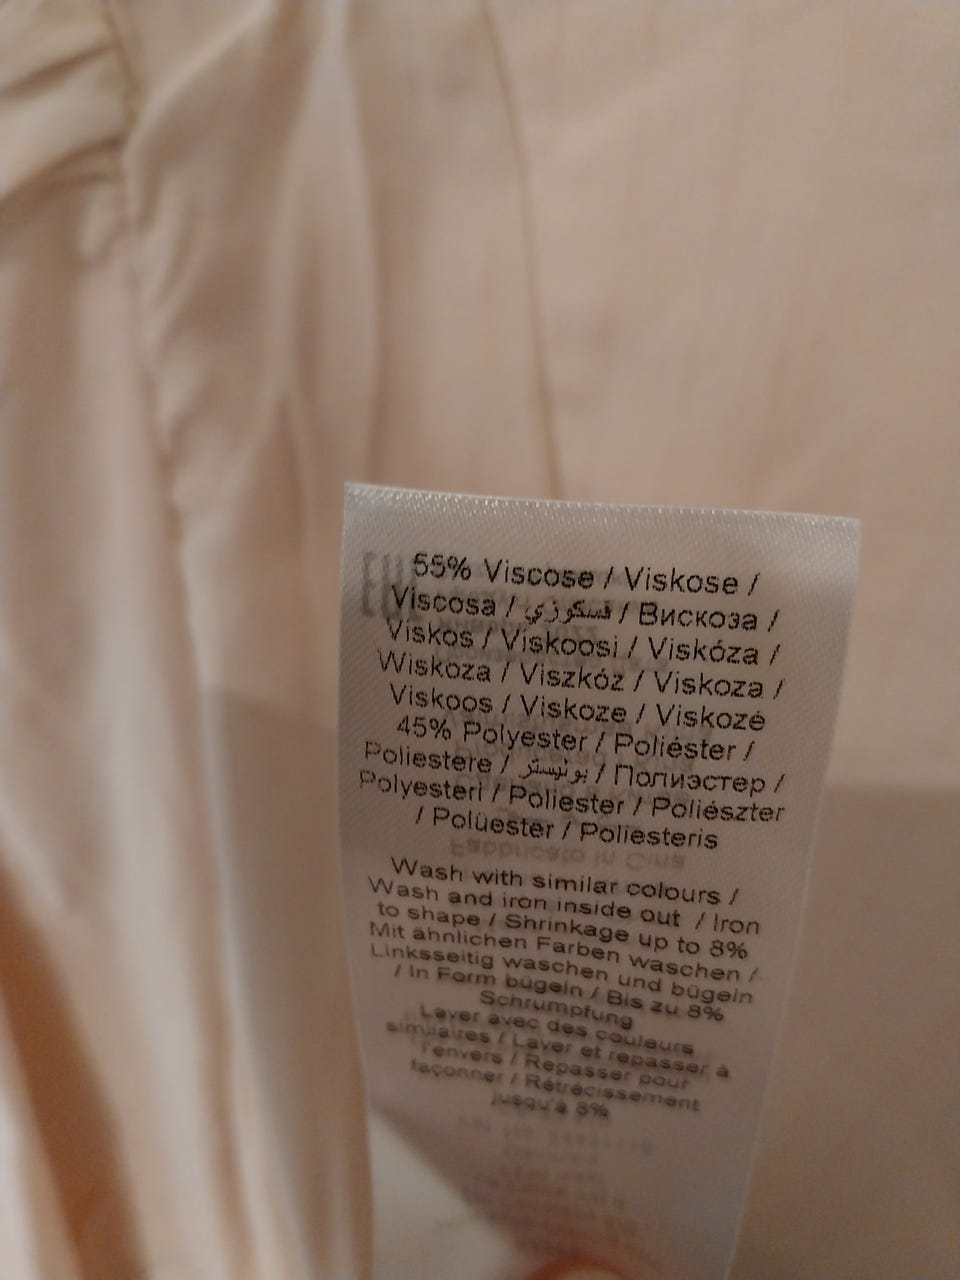 55% Viscose / Viskose /
Viscosa / فسكوزي / Вискоза /
Viskos / Viskoosi / Viskóza /
Wiskoza / Viszkóz / Viskoza /
Viskoos / Viskoze / Viskozė
45% Polyester / Poliéster /
Poliestere / بوليستر / Полиэстер /
Polyesteri / Poliester / Poliészter
/ Polüester / Poliesteris
Fabbricato in Cina
Wash with similar colours /
Wash and iron inside out / Iron
to shape / Shrinkage up to 8%
Mit ähnlichen Farben waschen /
Linksseitig waschen und bügeln
/ In Form bügeln / Bis zu 8%
Schrumpfung
Laver avec des couleurs
similaires / Laver et repasser à
l'envers / Repasser pour
façonner / Rétrécissement
jusqu'à 8%